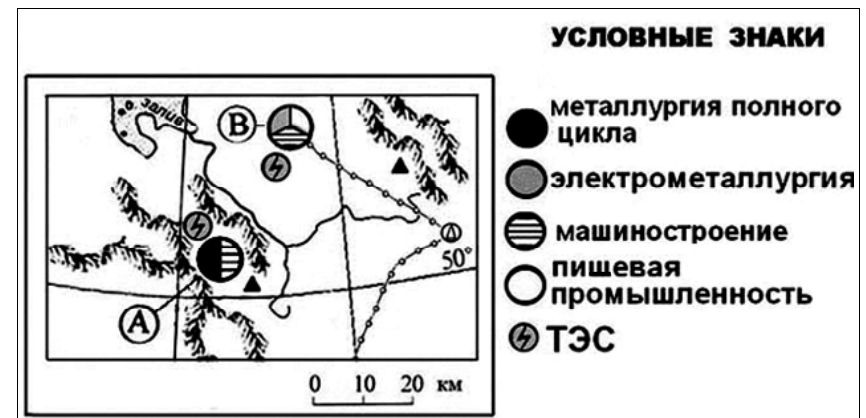 УСЛОВНЫЕ ЗНАКИ
металлургия полного
цикла
электрометаллургия
машиностроение
пищевая
промышленность
ТЭС
залив
В
50°
А
0 10 20 км